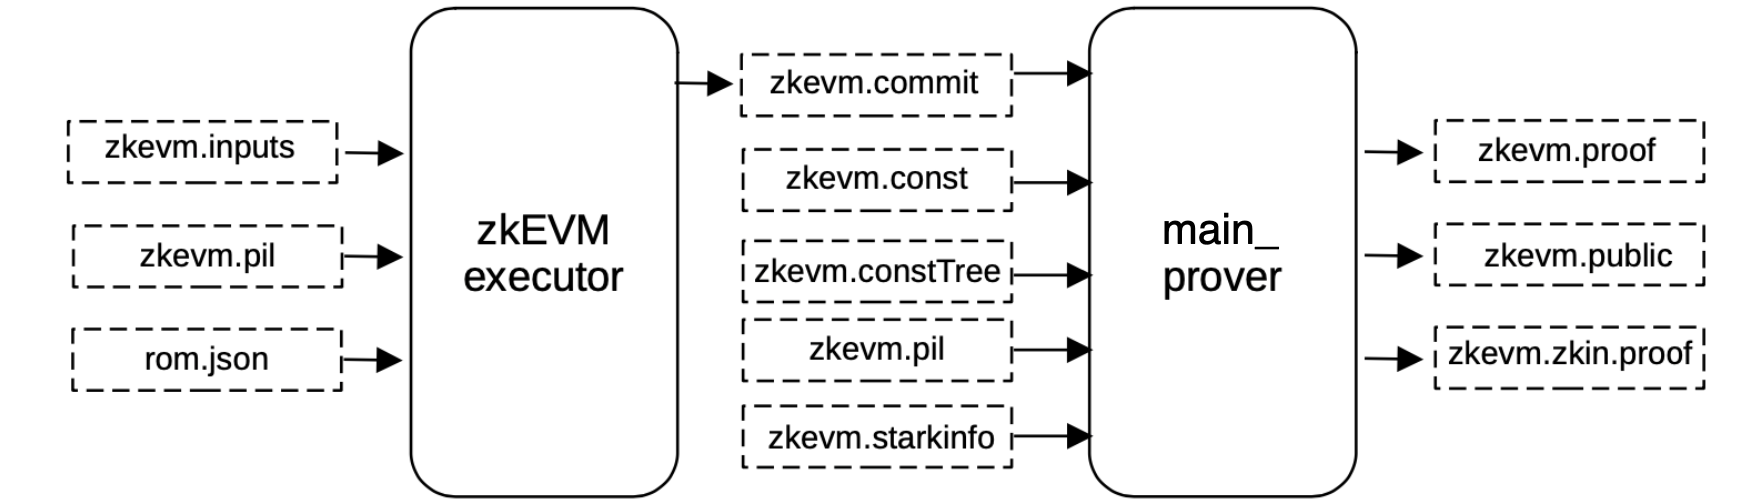 zkevm.inputs
zkevm.pil
rom.json
zkEVM
executor
zkevm.commit
zkevm.const
zkevm.constTree
zkevm.pil
zkevm.starkinfo
main_
prover
zkevm.proof
zkevm.public
zkevm.zkin.proof